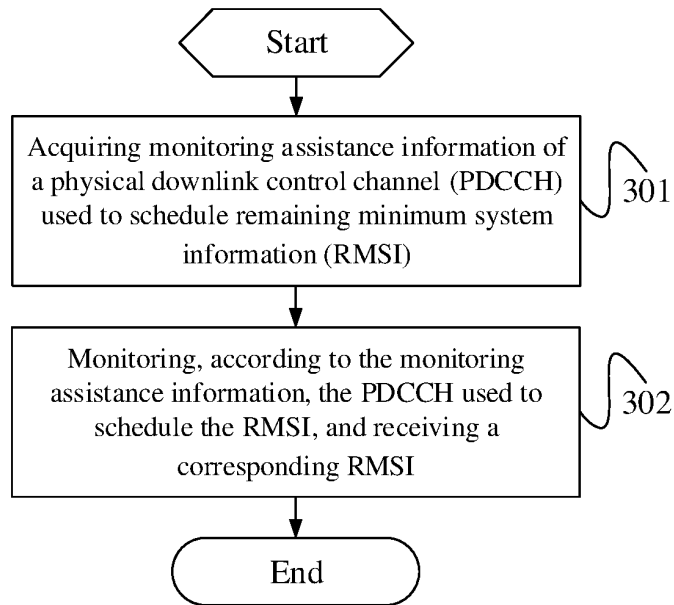 Start
Acquiring monitoring assistance information of
a physical downlink control channel (PDCCH)
used to schedule remaining minimum system
information (RMSI)
301
Monitoring, according to the monitoring
assistance information, the PDCCH used to
schedule the RMSI, and receiving a
corresponding RMSI
302
End